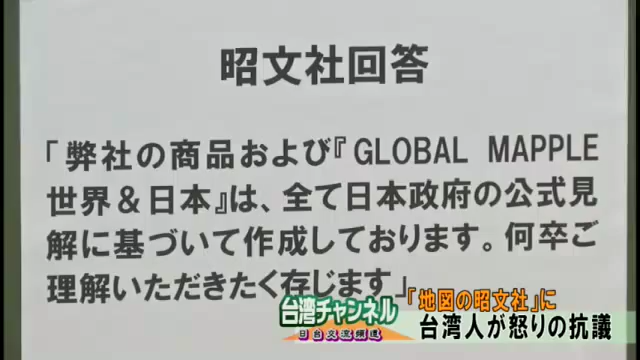 昭文社回答
「弊社の商品および『GLOBAL MAPPLE
世界&日本』は、全て日本政府の公式見
解に基づいて作成しております。何卒ご
理解いただきたく存じます」
台湾チャンネル
日台交流頻道
「地図の昭文社」に
台湾人が怒りの抗議